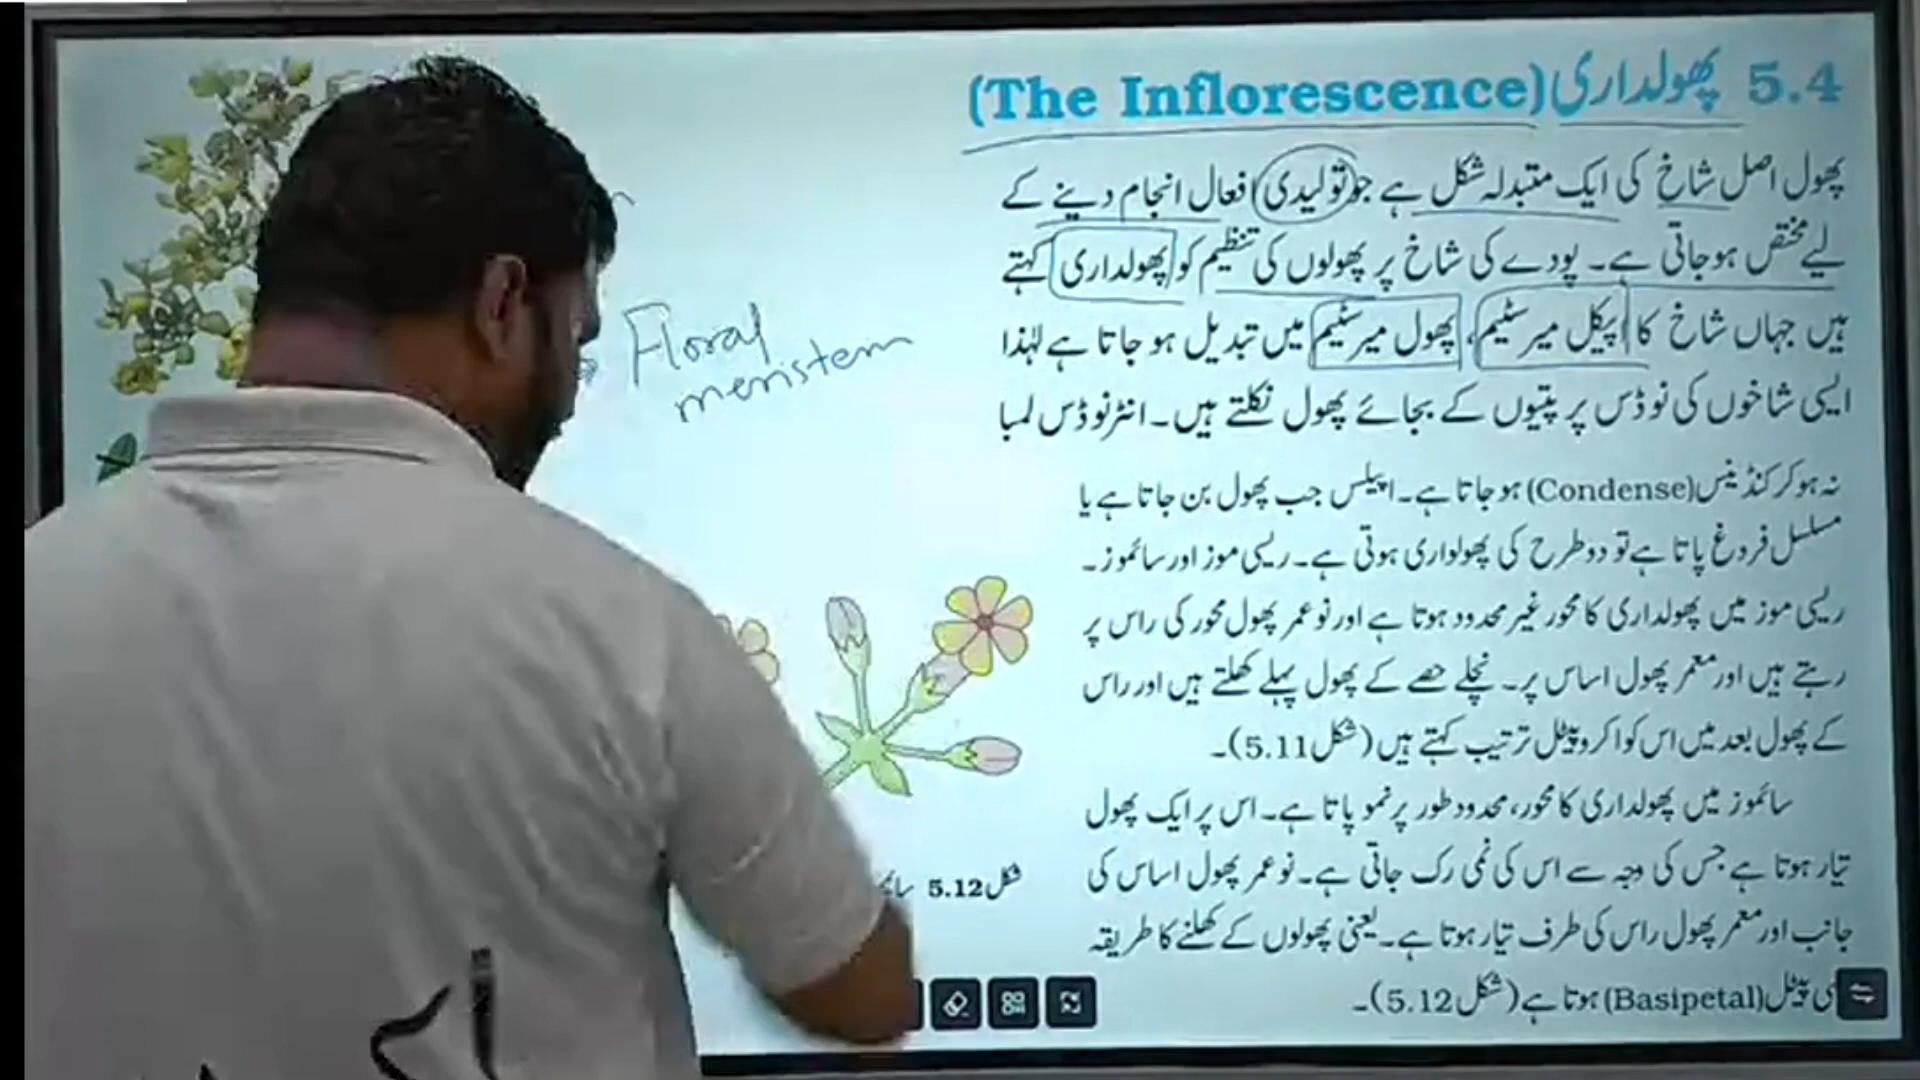 5.4 پھولداری (The Inflorescence)
پھول اصل شاخ کی ایک متبدلہ شکل ہے جو تولیدی افعال انجام دینے کے
لیے مختص ہوجاتی ہے۔ پودے کی شاخ پر پھولوں کی تنظیم کو پھولداری کہتے
ہیں جہاں شاخ کا اپیکل میرسٹیم، پھول میرسٹیم میں تبدیل ہو جاتا ہے لہٰذا
ایسی شاخوں کی نوڈس پر پتیوں کے بجائے پھول نکلتے ہیں۔ انٹرنوڈس لمبا
نہ ہوکر کنڈینس (Condense) ہو جاتا ہے۔ اپیکس جب پھول بن جاتا ہے یا
مسلسل فروغ پاتا ہے تو دو طرح کی پھولواری ہوتی ہے۔ ریسی موز اور سائموز۔
ریسی موز میں پھولداری کا محور غیر محدود ہوتا ہے اور نو عمر پھول محور کی راس پر
رہتے ہیں اور معمر پھول اساس پر۔ نچلے حصے کے پھول پہلے کھلتے ہیں اور راس
کے پھول بعد میں اس کو اکروپیٹل ترتیب کہتے ہیں (شکل 5.11)۔
سائموز میں پھولداری کا محور، محدود طور پر نمو پاتا ہے۔ اس پر ایک پھول
تیار ہوتا ہے جس کی وجہ سے اس کی نمی رک جاتی ہے۔ نو عمر پھول اساس کی
جانب اور معمر پھول راس کی طرف تیار ہوتا ہے۔ یعنی پھولوں کے کھلنے کا طریقہ
پیٹل (Basipetal) ہوتا ہے (شکل 5.12)۔
Floral
meristem
شکل 5.12